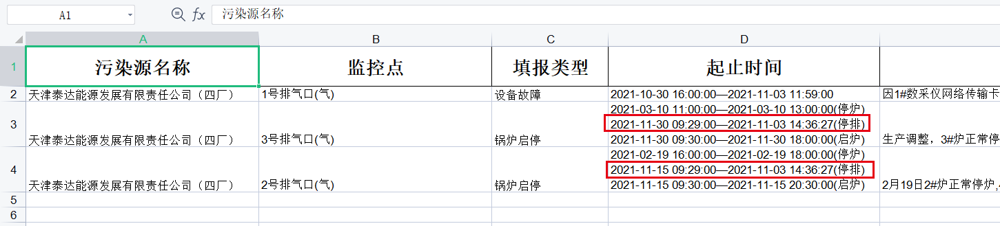 A1
fx
污染源名称
A
B
C
D
1
污染源名称
监控点
填报类型
起止时间
2
天津泰达能源发展有限责任公司（四厂）
1号排气口(气)
设备故障
2021-10-30 16:00:00—2021-11-03 11:59:00
因1#数采仪网络传输卡
3
天津泰达能源发展有限责任公司（四厂）
3号排气口(气)
锅炉启停
2021-03-10 11:00:00—2021-03-10 13:00:00(停炉)
2021-11-30 09:29:00—2021-11-03 14:36:27(停排)
2021-11-30 09:30:00—2021-11-30 18:00:00(启炉)
生产调整，3#炉正常停
4
天津泰达能源发展有限责任公司（四厂）
2号排气口(气)
锅炉启停
2021-02-19 16:00:00—2021-02-19 18:00:00(停炉)
2021-11-15 09:29:00—2021-11-03 14:36:27(停排)
2021-11-15 09:30:00—2021-11-15 20:30:00(启炉)
2月19日2#炉正常停炉,
5
6